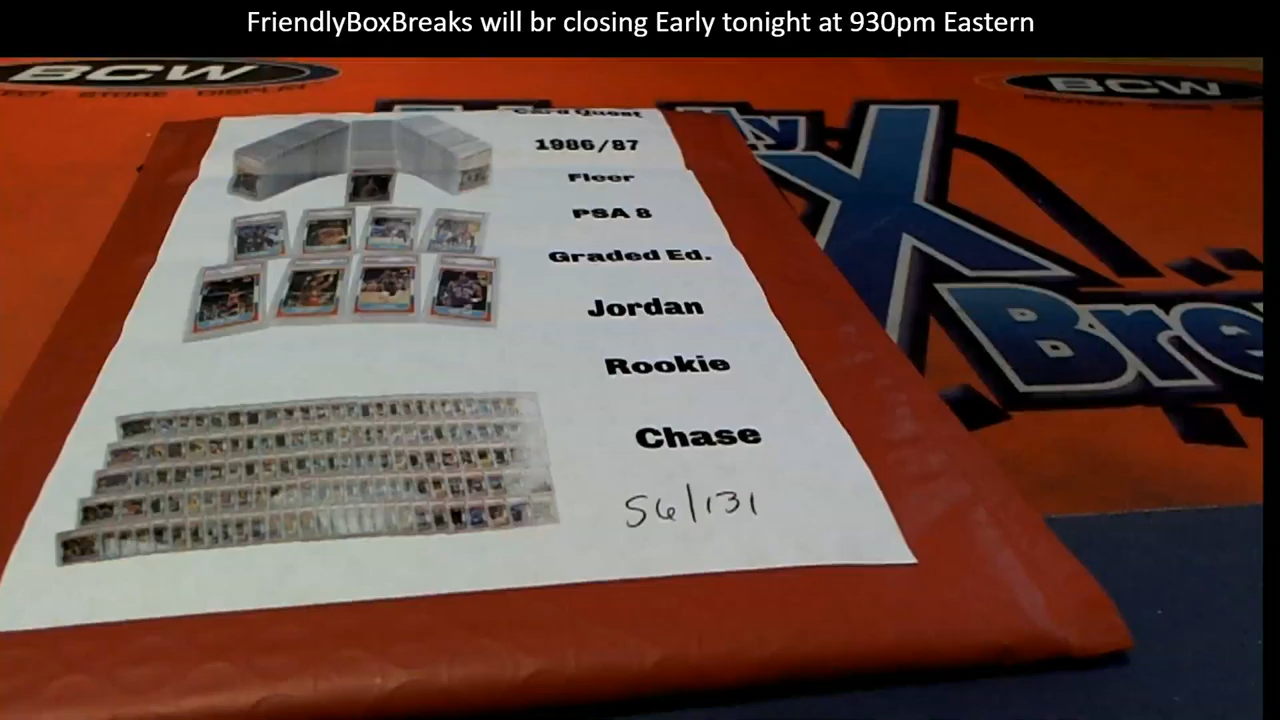 FriendlyBoxBreaks will br closing Early tonight at 930pm Eastern
BCW
BCW
Card Quest
1986/87
Fleer
PSA 8
Graded Ed.
Jordan
Rookie
Chase
56/131